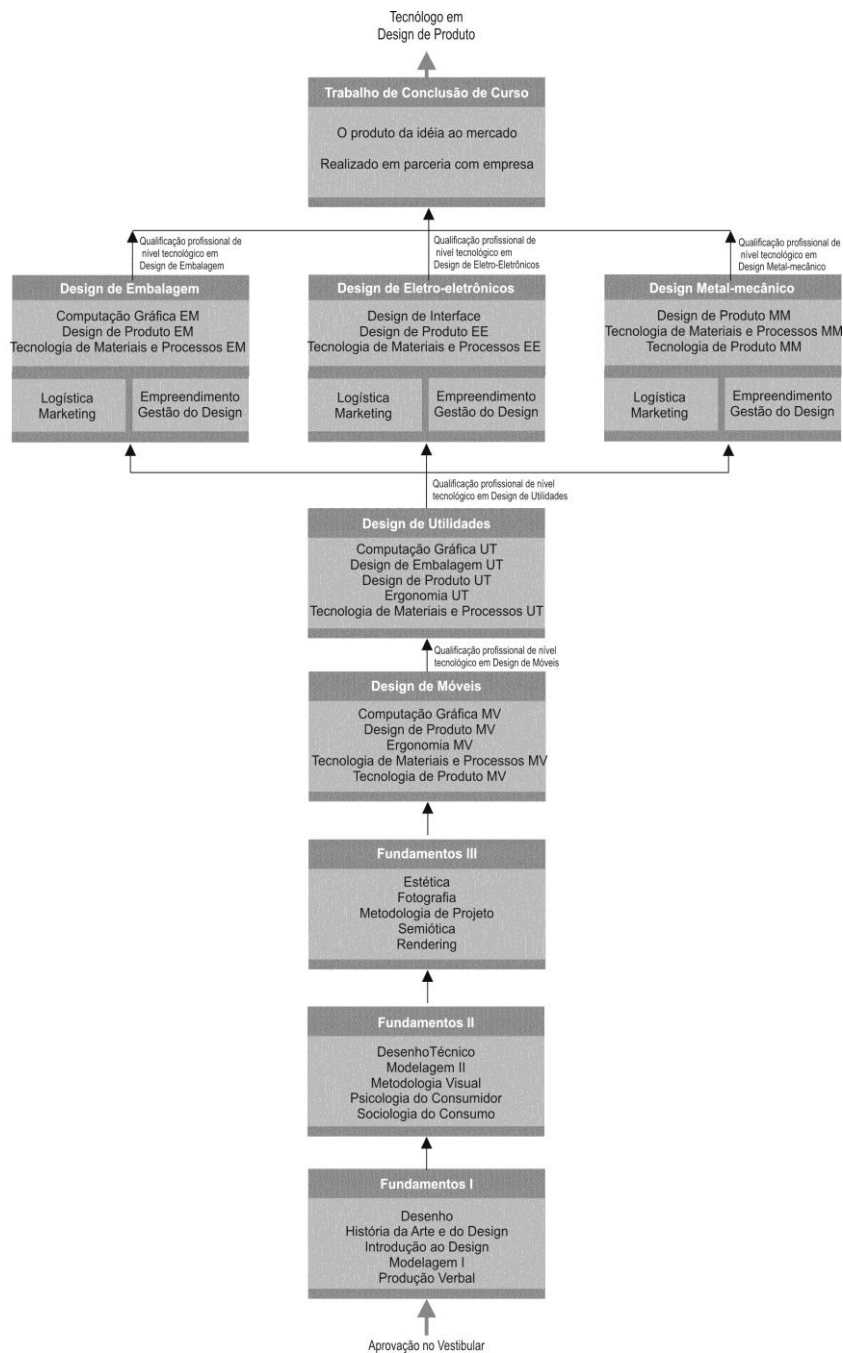 Tecnólogo em
Design de Produto
Trabalho de Conclusão de Curso
O produto da idéia ao mercado
Realizado em parceria com empresa
Qualificação profissional de
nível tecnológico em
Design de Embalagem
Qualificação profissional de
nível tecnológico em
Design de Eletro-Eletrônicos
Qualificação profissional de
nível tecnológico em
Design Metal-mecânico
Design de Embalagem
Computação Gráfica EM
Design de Produto EM
Tecnologia de Materiais e Processos EM
Logística
Marketing
Empreendimento
Gestão do Design
Design de Eletro-eletrônicos
Design de Interface
Design de Produto EE
Tecnologia de Materiais e Processos EE
Logística
Marketing
Empreendimento
Gestão do Design
Design Metal-mecânico
Design de Produto MM
Tecnologia de Materiais e Processos MM
Tecnologia de Produto MM
Logística
Marketing
Empreendimento
Gestão do Design
Qualificação profissional de nível
tecnológico em Design de Utilidades
Design de Utilidades
Computação Gráfica UT
Design de Embalagem UT
Design de Produto UT
Ergonomia UT
Tecnologia de Materiais e Processos UT
Qualificação profissional de nível
tecnológico em Design de Móveis
Design de Móveis
Computação Gráfica MV
Design de Produto MV
Ergonomia MV
Tecnologia de Materiais e Processos MV
Tecnologia de Produto MV
Fundamentos III
Estética
Fotografia
Metodologia de Projeto
Semiótica
Rendering
Fundamentos II
DesenhoTécnico
Modelagem II
Metodologia Visual
Psicologia do Consumidor
Sociologia do Consumo
Fundamentos I
Desenho
História da Arte e do Design
Introdução ao Design
Modelagem I
Produção Verbal
Aprovação no Vestibular